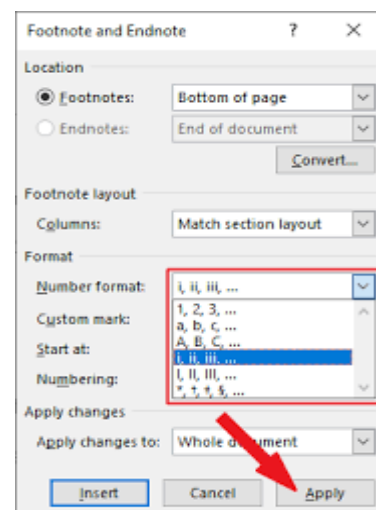 Footnote and Endnote ? ×
Location
Footnotes: Bottom of page
Endnotes: End of document
Convert...
Footnote layout
Columns: Match section layout
Format
Number format: i, ii, iii, ...
1, 2, 3, ...
Custom mark: a, b, c, ...
A, B, C, ...
Start at: i, ii, iii, ...
I, II, III, ...
Numbering: *, †, ‡, §, ...
Apply changes
Apply changes to: Whole document
Insert Cancel Apply